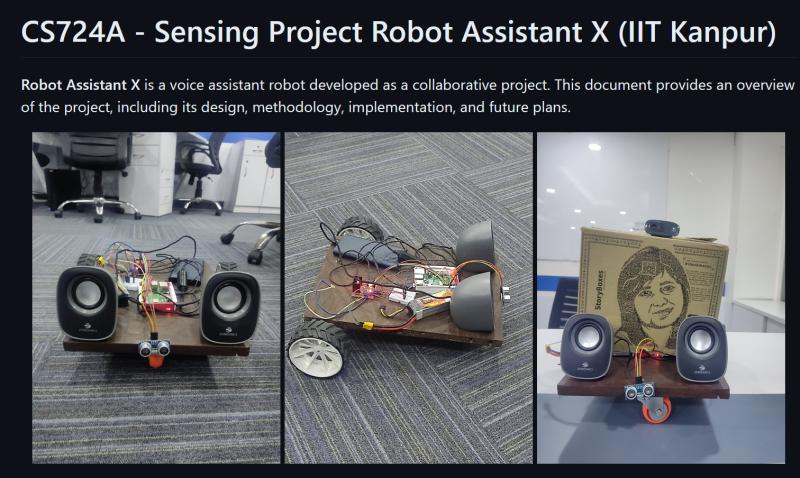 CS724A - Sensing Project Robot Assistant X (IIT Kanpur)
Robot Assistant X is a voice assistant robot developed as a collaborative project. This document provides an overview
of the project, including its design, methodology, implementation, and future plans.
StoryBoxes